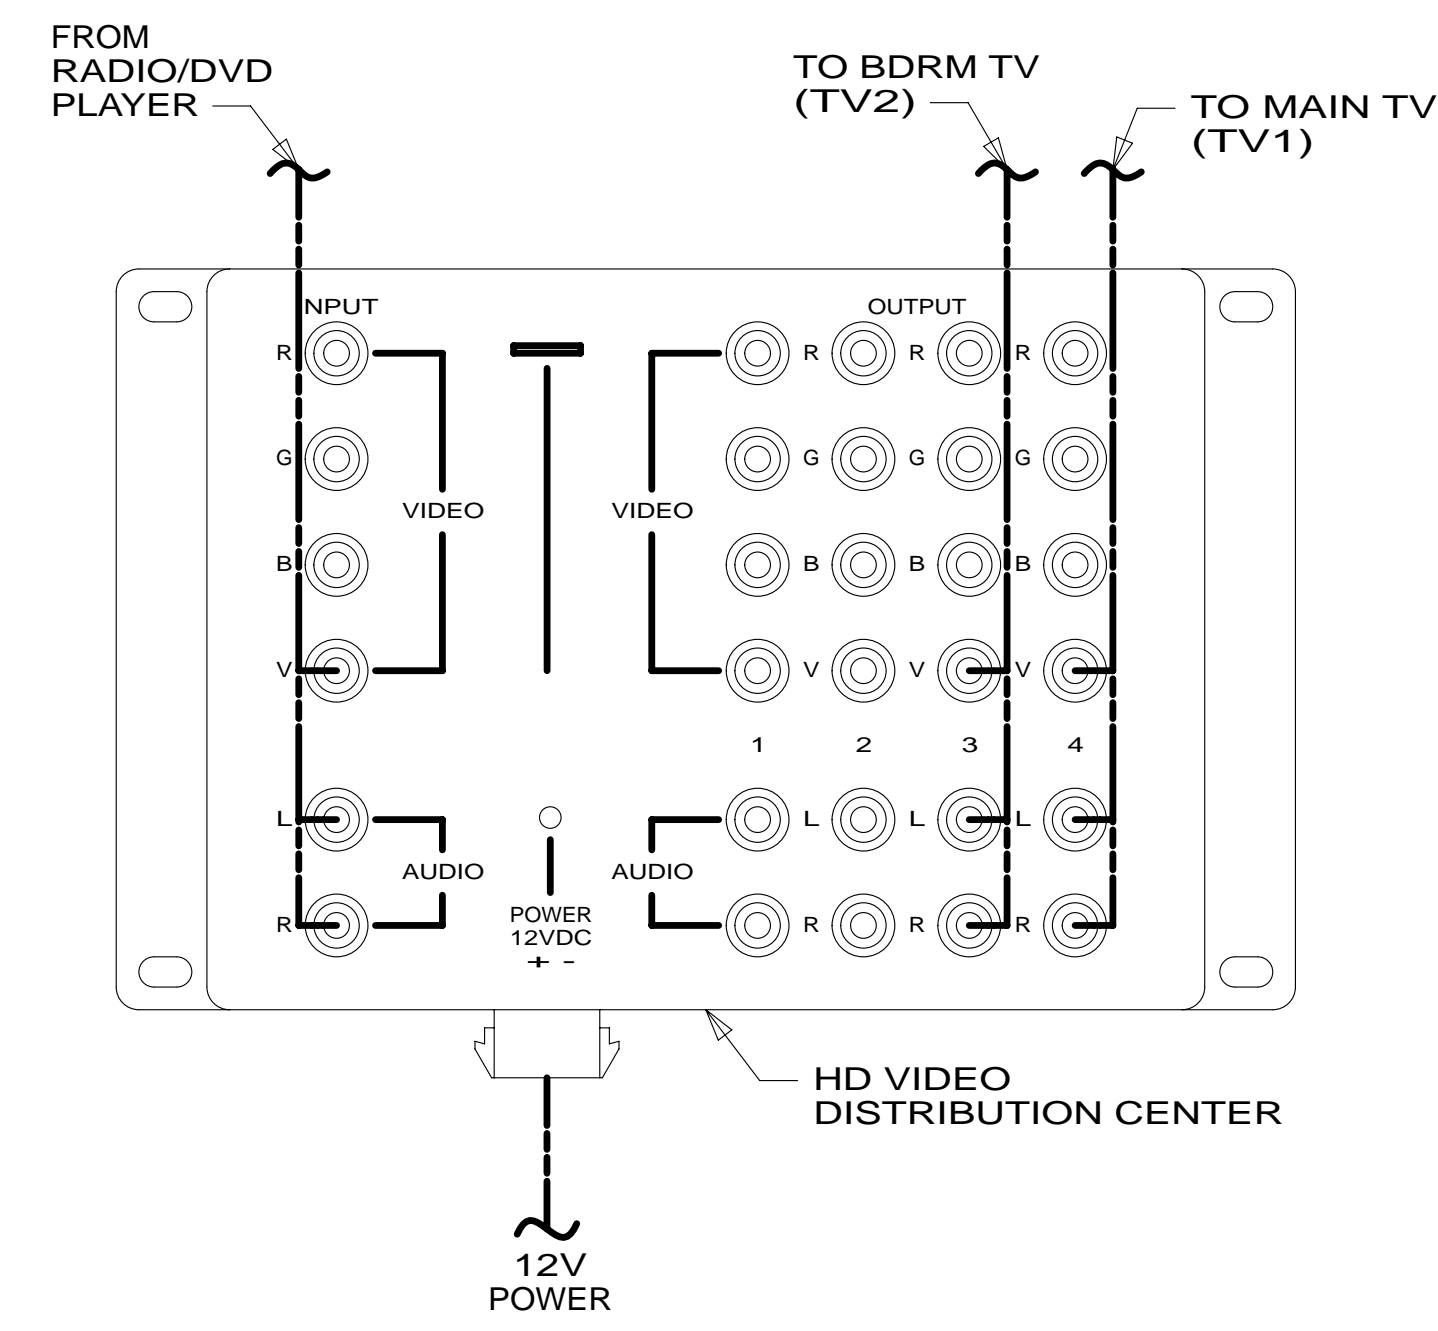 FROM
RADIO/DVD
PLAYER
TO BDRM TV
(TV2)
TO MAIN TV
(TV1)
NPUT
OUTPUT
R R R R
G G G G
VIDEO VIDEO
B B B B
V V V V
1 2 3 4
L L L L
AUDIO AUDIO
R R R R
POWER
12VDC
+ -
HD VIDEO
DISTRIBUTION CENTER
12V
POWER